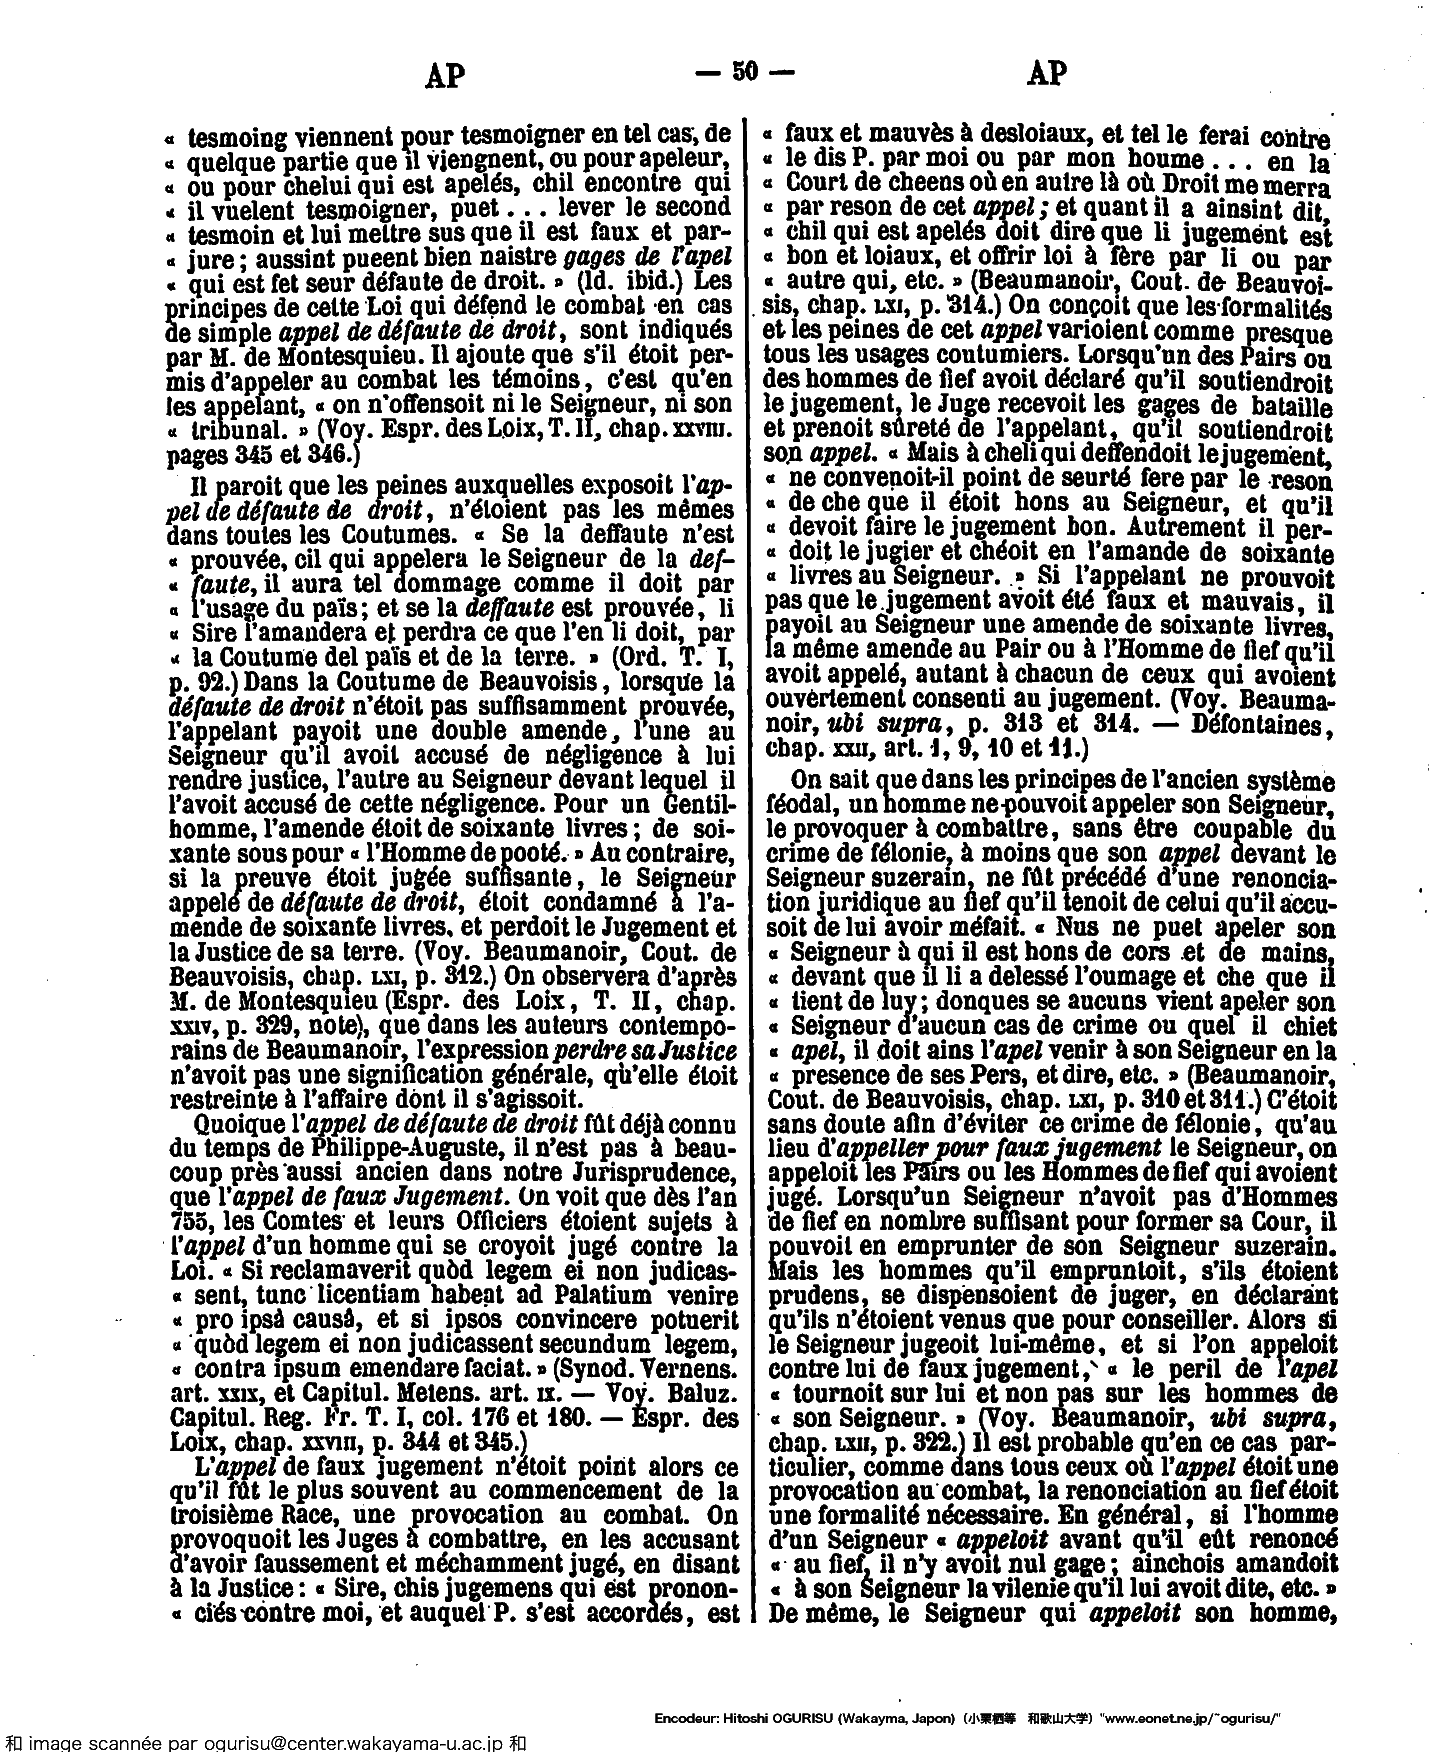 AP — 50 — AP
« tesmoing viennent pour tesmoigner en tel cas, de
« quelque partie que il viengnent, ou pour apeleur,
« ou pour chelui qui est apelés, chil encontre qui
« il vuelent tesmoigner, puet . . . lever le second
« tesmoin et lui mettre sus que il est faux et par-
« jure ; aussint pueent bien naistre gages de l'apel
« qui est fet seur défaute de droit. » (Id. ibid.) Les
principes de cette Loi qui défend le combat en cas
de simple appel de défaute de droit, sont indiqués
par M. de Montesquieu. Il ajoute que s'il étoit per-
mis d'appeler au combat les témoins, c'est qu'en
les appelant, « on n'offensoit ni le Seigneur, ni son
« tribunal. » (Voy. Espr. des Loix, T. II, chap. XXVIII.
pages 345 et 346.)
Il paroit que les peines auxquelles exposoit l'ap-
pel de défaute de droit, n'étoient pas les mêmes
dans toutes les Coutumes. « Se la deffaute n'est
« prouvée, cil qui appelera le Seigneur de la def-
« faute, il aura tel dommage comme il doit par
« l'usage du païs ; et se la deffaute est prouvée, li
« Sire l'amandera et perdra ce que l'en li doit, par
« la Coutume del païs et de la terre. » (Ord. T. I,
p. 92.) Dans la Coutume de Beauvoisis, lorsque la
défaute de droit n'étoit pas suffisamment prouvée,
l'appelant payoit une double amende, l'une au
Seigneur qu'il avoit accusé de négligence à lui
rendre justice, l'autre au Seigneur devant lequel il
l'avoit accusé de cette négligence. Pour un Gentil-
homme, l'amende étoit de soixante livres ; de soi-
xante sous pour « l'Homme de pooté. » Au contraire,
si la preuve étoit jugée suffisante, le Seigneur
appelé de défaute de droit, étoit condamné à l'a-
mende de soixante livres, et perdoit le Jugement et
la Justice de sa terre. (Voy. Beaumanoir, Cout. de
Beauvoisis, chap. LXI, p. 312.) On observera d'après
M. de Montesquieu (Espr. des Loix, T. II, chap.
XXIV, p. 329, note), que dans les auteurs contempo-
rains de Beaumanoir, l'expression perdre sa Justice
n'avoit pas une signification générale, qu'elle étoit
restreinte à l'affaire dont il s'agissoit.
Quoique l'appel de défaute de droit fût déjà connu
du temps de Philippe-Auguste, il n'est pas à beau-
coup près aussi ancien dans notre Jurisprudence,
que l'appel de faux Jugement. On voit que dès l'an
755, les Comtes et leurs Officiers étoient sujets à
l'appel d'un homme qui se croyoit jugé contre la
Loi. « Si reclamaverit quòd legem ei non judicas-
« sent, tunc licentiam habeat ad Palatium venire
« pro ipsâ causâ, et si ipsos convincere potuerit
« quòd legem ei non judicassent secundum legem,
« contra ipsum emendare faciat. » (Synod. Vernens.
art. XXIX, et Capitul. Metens. art. IX. — Voy. Baluz.
Capitul. Reg. Fr. T. I, col. 176 et 180. — Espr. des
Loix, chap. XXVIII, p. 344 et 345.)
L'appel de faux jugement n'étoit point alors ce
qu'il fût le plus souvent au commencement de la
troisième Race, une provocation au combat. On
provoquoit les Juges à combattre, en les accusant
d'avoir faussement et méchamment jugé, en disant
à la Justice : « Sire, chis jugemens qui est pronon-
« ciés contre moi, et auquel P. s'est accordés, est
« faux et mauvès à desloiaux, et tel le ferai contre
« le dis P. par moi ou par mon houme . . . en la
« Court de cheens où en autre là où Droit me merra
« par reson de cet appel ; et quant il a ainsint dit,
« chil qui est apelés doit dire que li jugement est
« bon et loiaux, et offrir loi à fère par li ou par
« autre qui, etc. » (Beaumanoir, Cout. de Beauvoi-
sis, chap. LXI, p. 314.) On conçoit que les formalités
et les peines de cet appel varioient comme presque
tous les usages coutumiers. Lorsqu'un des Pairs ou
des hommes de fief avoit déclaré qu'il soutiendroit
le jugement, le Juge recevoit les gages de bataille
et prenoit sûreté de l'appelant, qu'il soutiendroit
son appel. « Mais à cheli qui deffendoit le jugement,
« ne convenoit-il point de seurté fere par le reson
« de che que il étoit hons au Seigneur, et qu'il
« devoit faire le jugement bon. Autrement il per-
« doit le jugier et chéoit en l'amande de soixante
« livres au Seigneur. » Si l'appelant ne prouvoit
pas que le jugement avoit été faux et mauvais, il
payoit au Seigneur une amende de soixante livres,
la même amende au Pair ou à l'Homme de fief qu'il
avoit appelé, autant à chacun de ceux qui avoient
ouvertement consenti au jugement. (Voy. Beauma-
noir, ubi supra, p. 313 et 314. — Défontaines,
chap. XXII, art. 1, 9, 10 et 11.)
On sait que dans les principes de l'ancien système
féodal, un homme ne pouvoit appeler son Seigneur,
le provoquer à combattre, sans être coupable du
crime de félonie, à moins que son appel devant le
Seigneur suzerain, ne fût précédé d'une renoncia-
tion juridique au fief qu'il tenoit de celui qu'il accu-
soit de lui avoir méfait. « Nus ne puet apeler son
« Seigneur à qui il est hons de cors et de mains,
« devant que il li a delessé l'oumage et che que il
« tient de luy ; donques se aucuns vient apeler son
« Seigneur d'aucun cas de crime ou quel il chiet
« apel, il doit ains l'apel venir à son Seigneur en la
« presence de ses Pers, et dire, etc. » (Beaumanoir,
Cout. de Beauvoisis, chap. LXI, p. 310 et 311.) C'étoit
sans doute afin d'éviter ce crime de félonie, qu'au
lieu d'appeller pour faux jugement le Seigneur, on
appeloit les Pairs ou les Hommes de fief qui avoient
jugé. Lorsqu'un Seigneur n'avoit pas d'Hommes
de fief en nombre suffisant pour former sa Cour, il
pouvoit en emprunter de son Seigneur suzerain.
Mais les hommes qu'il empruntoit, s'ils étoient
prudens, se dispensoient de juger, en déclarant
qu'ils n'étoient venus que pour conseiller. Alors si
le Seigneur jugeoit lui-même, et si l'on appeloit
contre lui de faux jugement, « le peril de l'apel
« tournoit sur lui et non pas sur les hommes de
« son Seigneur. » (Voy. Beaumanoir, ubi supra,
chap. LXII, p. 322.) Il est probable qu'en ce cas par-
ticulier, comme dans tous ceux où l'appel étoit une
provocation au combat, la renonciation au fief étoit
une formalité nécessaire. En général, si l'homme
d'un Seigneur « appeloit avant qu'il eût renoncé
« au fief, il n'y avoit nul gage ; ainchois amandoit
« à son Seigneur la vilenie qu'il lui avoit dite, etc. »
De même, le Seigneur qui appeloit son homme,
Encodeur: Hitoshi OGURISU (Wakayma, Japon) (小栗栖等 和歌山大学) "www.eonet.ne.jp/~ogurisu/"
和 image scannée par ogurisu@center.wakayama-u.ac.jp 和